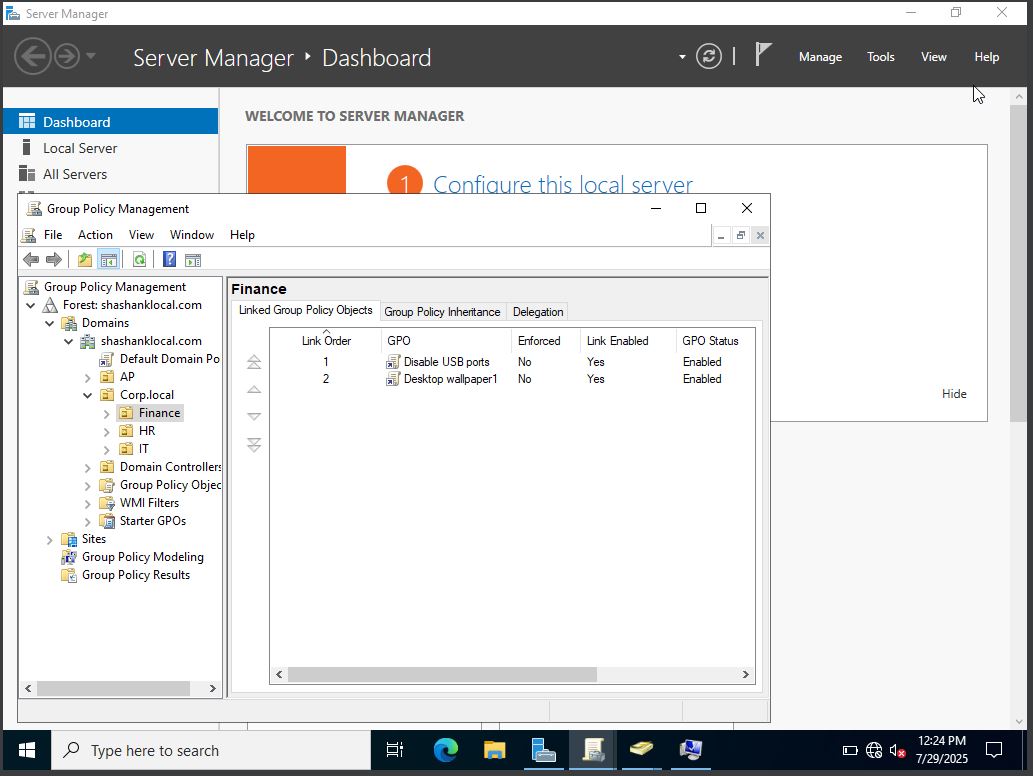 Server Manager
Server Manager ‣ Dashboard
Manage Tools View Help
Dashboard
Local Server
All Servers
WELCOME TO SERVER MANAGER
1 Configure this local server
Hide
Group Policy Management
File Action View Window Help
Group Policy Management
Forest: shashanklocal.com
Domains
shashanklocal.com
Default Domain Po
AP
Corp.local
Finance
HR
IT
Domain Controllers
Group Policy Objec
WMI Filters
Starter GPOs
Sites
Group Policy Modeling
Group Policy Results
Finance
Linked Group Policy Objects Group Policy Inheritance Delegation
Link Order GPO Enforced Link Enabled GPO Status
1 Disable USB ports No Yes Enabled
2 Desktop wallpaper1 No Yes Enabled
Type here to search
12:24 PM
7/29/2025